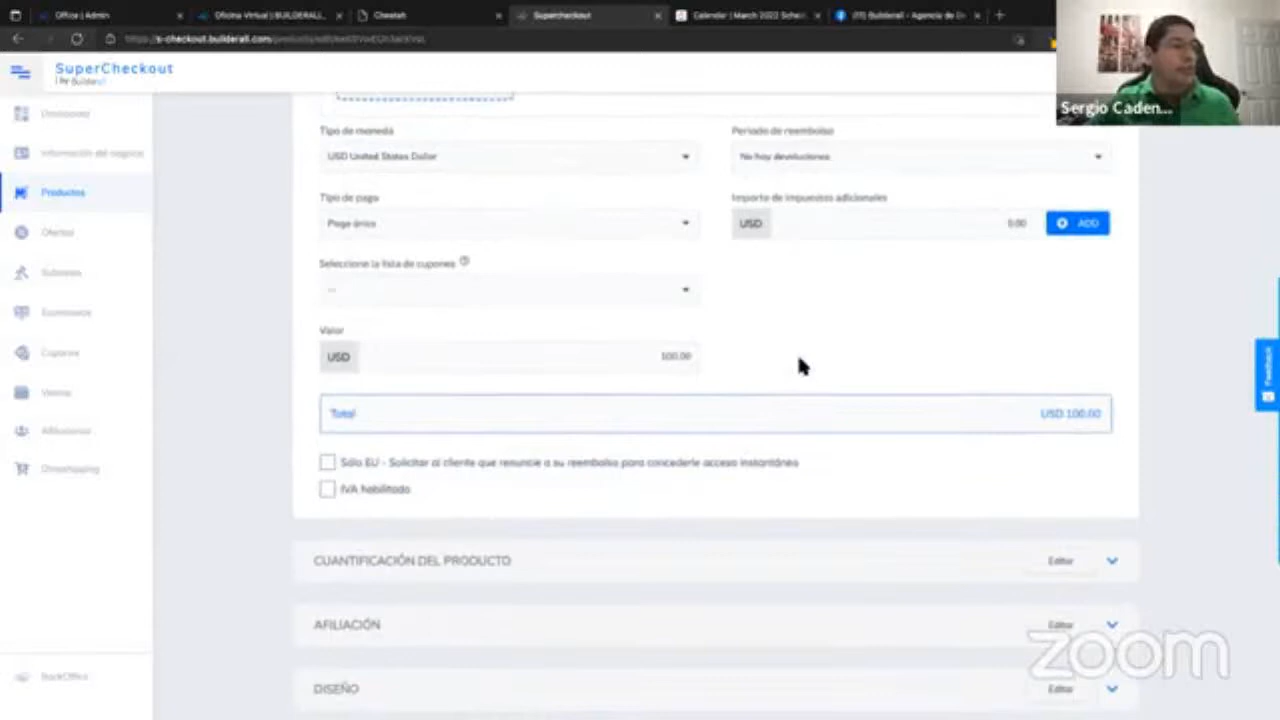 Office | Admin
Oficina Virtual | BUILDERALL...
Cheetah
Supercheckout
Calendar | March 2022 Sche
(11) Builderall - Agencia de D
https://s-checkout.builderall.com
SuperCheckout
| by Builderall
Sergio Caden...
Dashboard
Información del negocio
Productos
Ofertas
Subastas
Cupones
Ventas
Afiliaciones
Dropshipping
BackOffice
Tipo de moneda
Periodo de reembolso
USD United States Dollar
No hay devoluciones
Tipo de pago
Importe de impuestos adicionales
Pago único
USD 0.00 ADD
Seleccione la lista de cupones
Valor
USD 100.00
Total USD 100.00
Sólo EU - Solicitar al cliente que renuncie a su reembolso para concederle acceso instantáneo
IVA habilitado
CUANTIFICACIÓN DEL PRODUCTO Editar
AFILIACIÓN Editar
DISEÑO Editar
Feedback
zoom